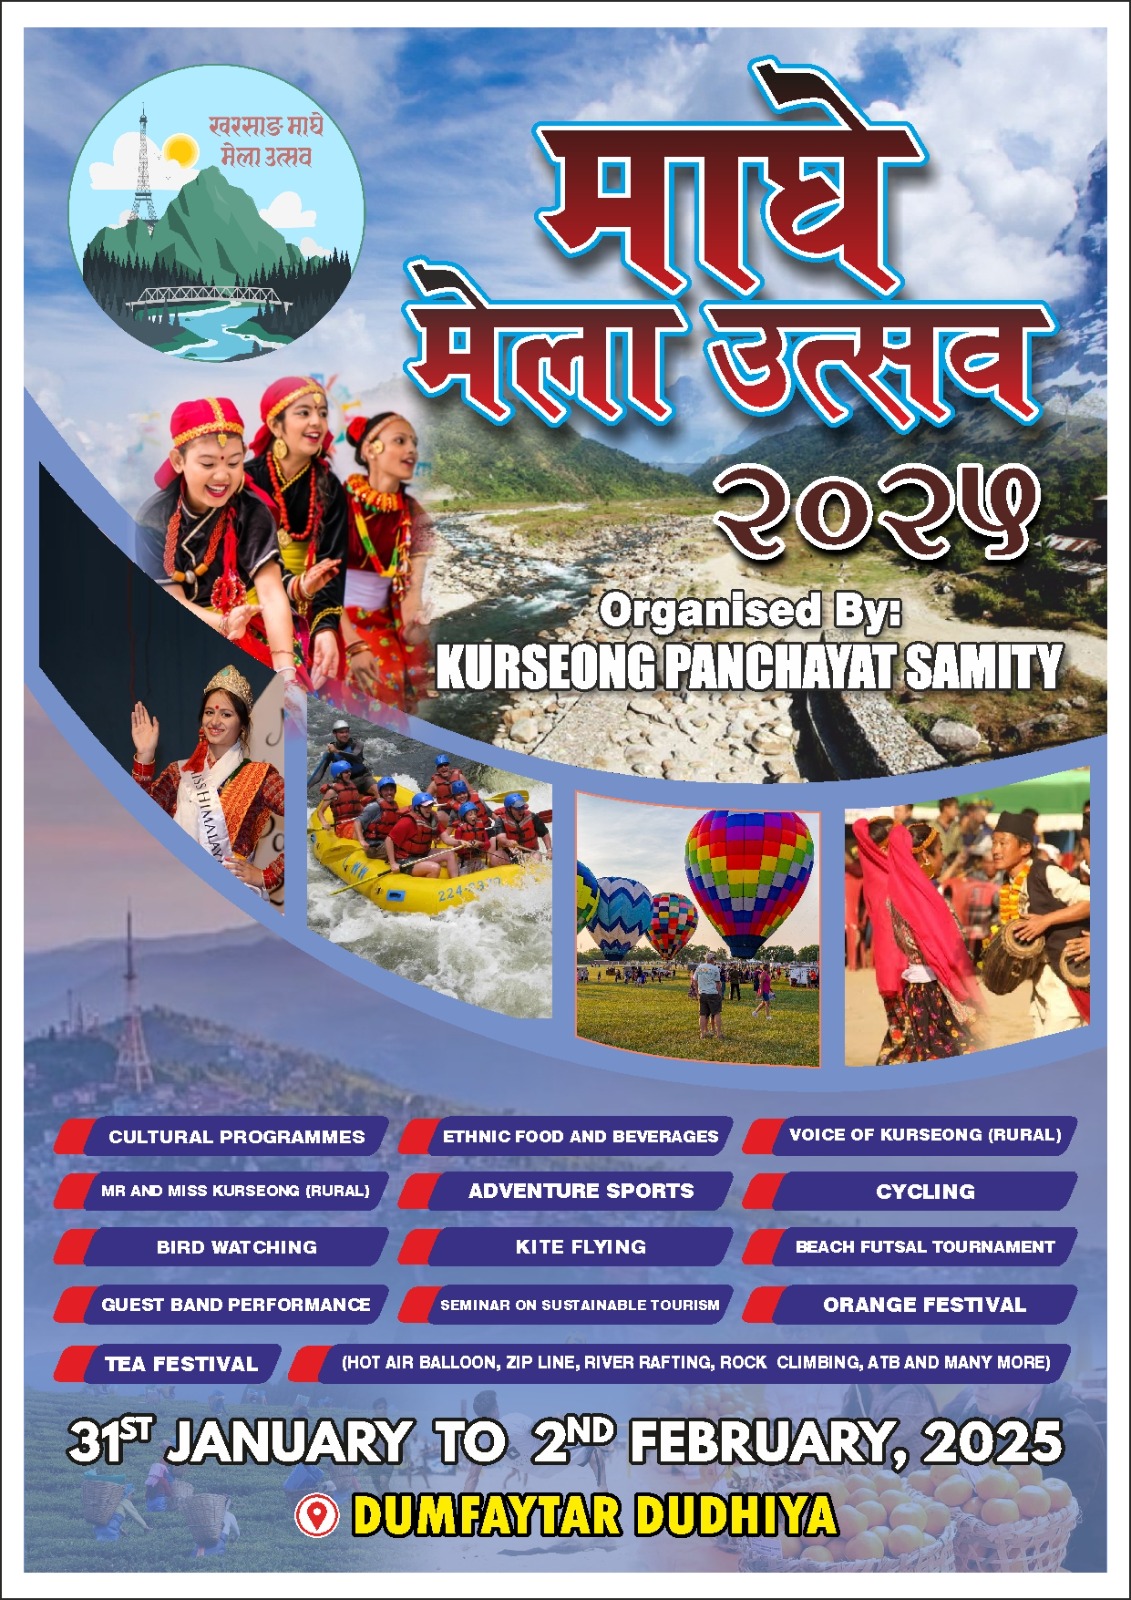 खरसाङ माघे
मेला उत्सव
माघे
मेला उत्सव
२०२५
Organised By:
KURSEONG PANCHAYAT SAMITY
224-
CULTURAL PROGRAMMES
ETHNIC FOOD AND BEVERAGES
VOICE OF KURSEONG (RURAL)
MR AND MISS KURSEONG (RURAL)
ADVENTURE SPORTS
CYCLING
BIRD WATCHING
KITE FLYING
BEACH FUTSAL TOURNAMENT
GUEST BAND PERFORMANCE
SEMINAR ON SUSTAINABLE TOURISM
ORANGE FESTIVAL
TEA FESTIVAL
(HOT AIR BALLOON, ZIP LINE, RIVER RAFTING, ROCK CLIMBING, ATB AND MANY MORE)
31ST JANUARY TO 2ND FEBRUARY, 2025
DUMFAYTAR DUDHIYA